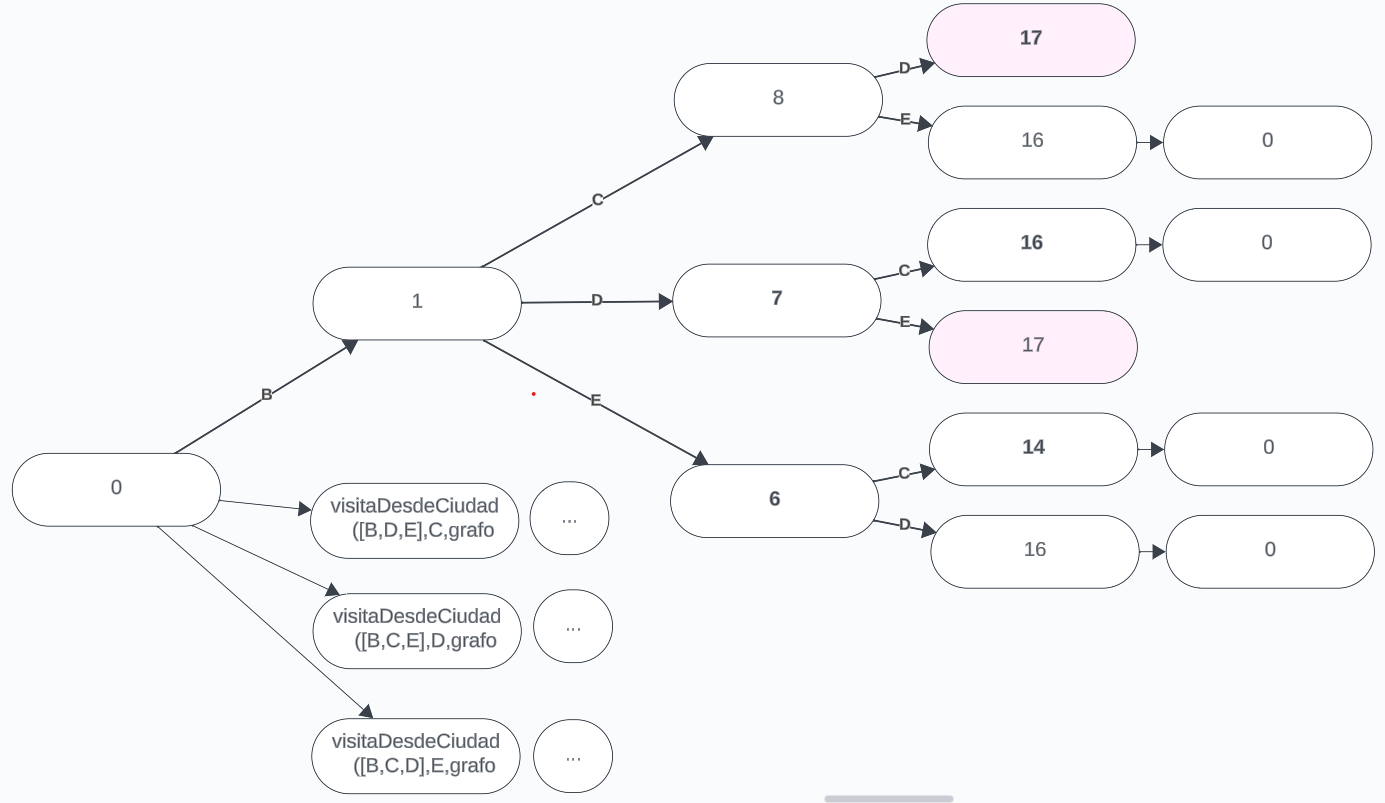 17
D
8
E
16
0
C
16
0
C
1
D
7
E
17
B
E
14
0
C
0
6
visitaDesdeCiudad
([B,D,E],C,grafo
...
D
16
0
visitaDesdeCiudad
([B,C,E],D,grafo
...
visitaDesdeCiudad
([B,C,D],E,grafo
...